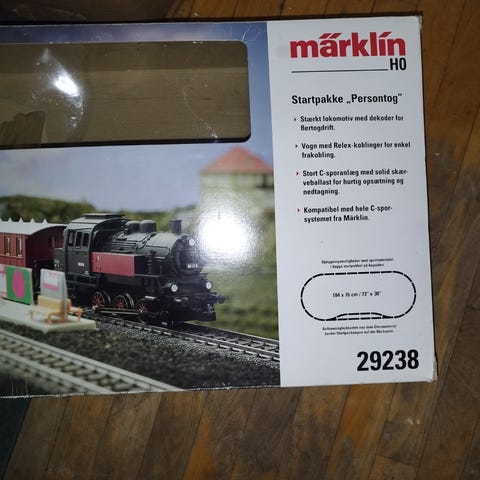 märklin
HO
Startpakke „Persontog"
Stærkt lokomotiv med dekoder for
flertogdrift.
Vogn med Relex-koblinger for enkel
frakobling.
Stort C-sporanlæg med solid skær-
veballast for hurtig opsætning og
nedtagning.
Kompatibel med hele C-spor-
systemet fra Märklin.
184 x 76 cm / 73" x 30"
29238